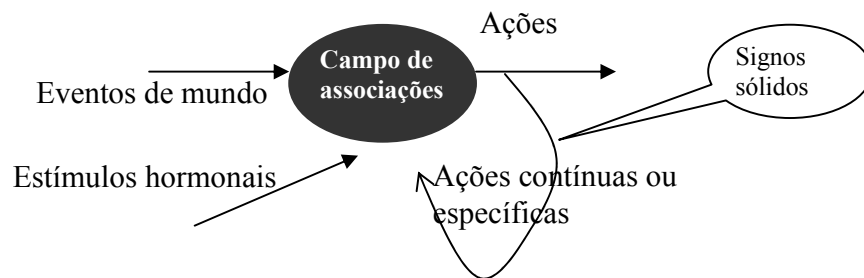 Ações
Campo de
associações
Signos
sólidos
Eventos de mundo
Estímulos hormonais
Ações contínuas ou
específicas